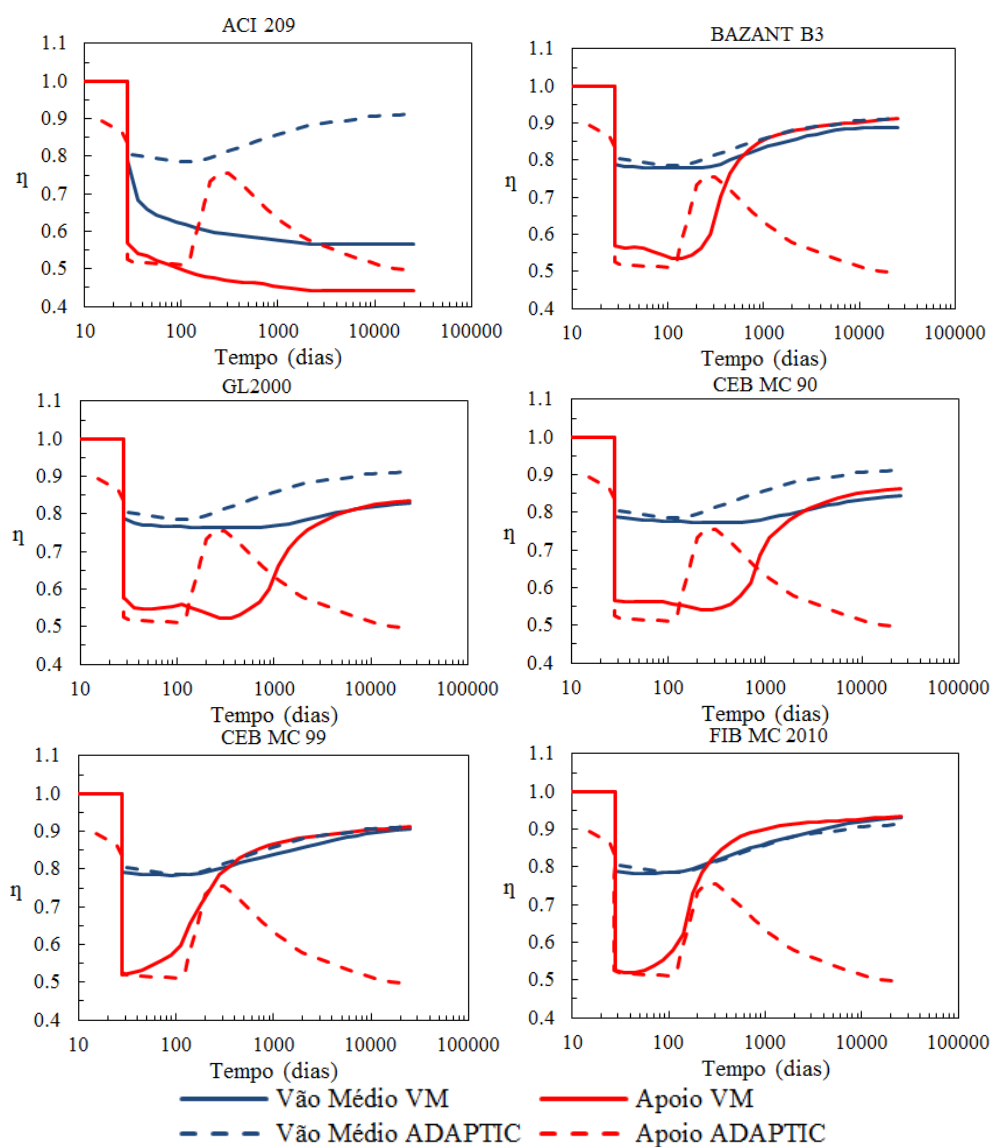 ACI 209
1.1
1.0
0.9
0.8
η
0.7
0.6
0.5
0.4
10 100 1000 10000 100000
Tempo (dias)
BAZANT B3
1.1
1.0
0.9
0.8
η
0.7
0.6
0.5
0.4
10 100 1000 10000 100000
Tempo (dias)
GL2000
1.1
1.0
0.9
0.8
η
0.7
0.6
0.5
0.4
10 100 1000 10000 100000
Tempo (dias)
CEB MC 90
1.1
1.0
0.9
0.8
η
0.7
0.6
0.5
0.4
10 100 1000 10000 100000
Tempo (dias)
CEB MC 99
1.1
1.0
0.9
0.8
η
0.7
0.6
0.5
0.4
10 100 1000 10000 100000
Tempo (dias)
FIB MC 2010
1.1
1.0
0.9
0.8
η
0.7
0.6
0.5
0.4
10 100 1000 10000 100000
Tempo (dias)
Vão Médio VM Apoio VM
Vão Médio ADAPTIC Apoio ADAPTIC